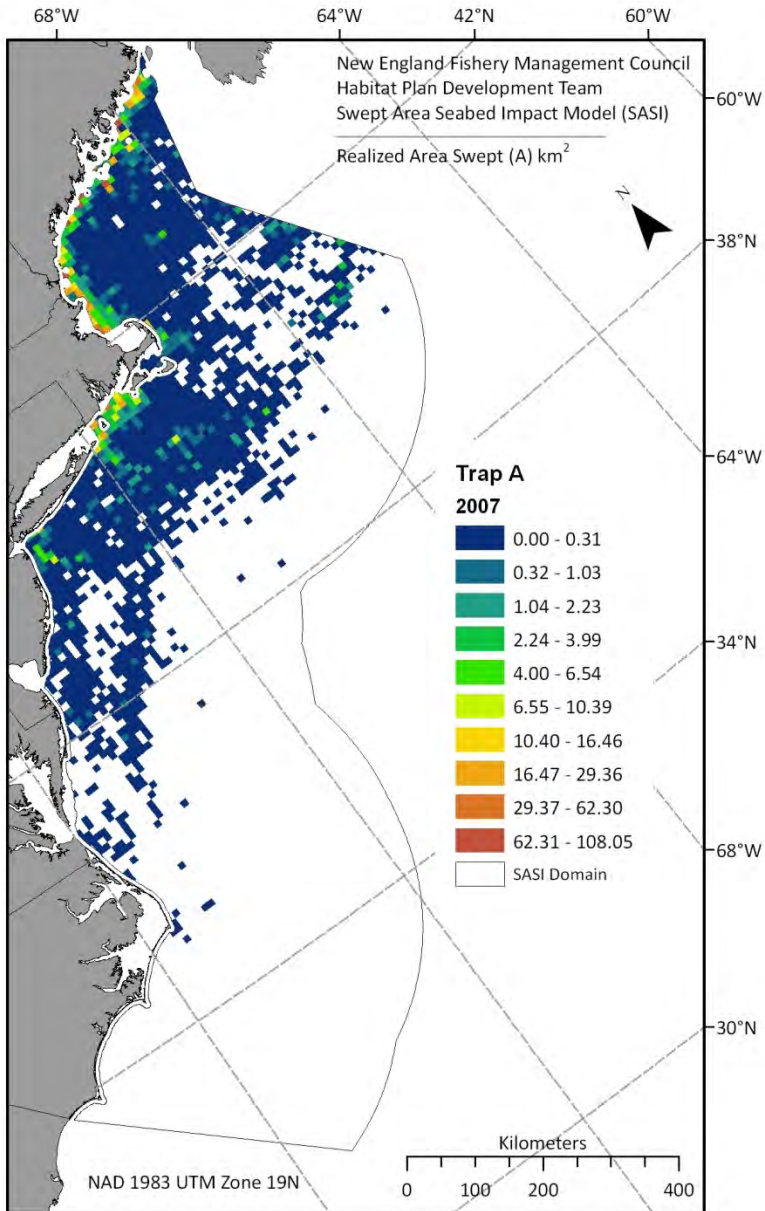 68°W 64°W 42°N 60°W
New England Fishery Management Council
Habitat Plan Development Team
Swept Area Seabed Impact Model (SASI)
Realized Area Swept (A) km²
60°W
N
38°N
64°W
Trap A
2007
0.00 - 0.31
0.32 - 1.03
1.04 - 2.23
2.24 - 3.99
4.00 - 6.54
6.55 - 10.39
10.40 - 16.46
16.47 - 29.36
29.37 - 62.30
62.31 - 108.05
SASI Domain
34°N
68°W
30°N
Kilometers
0 100 200 400
NAD 1983 UTM Zone 19N